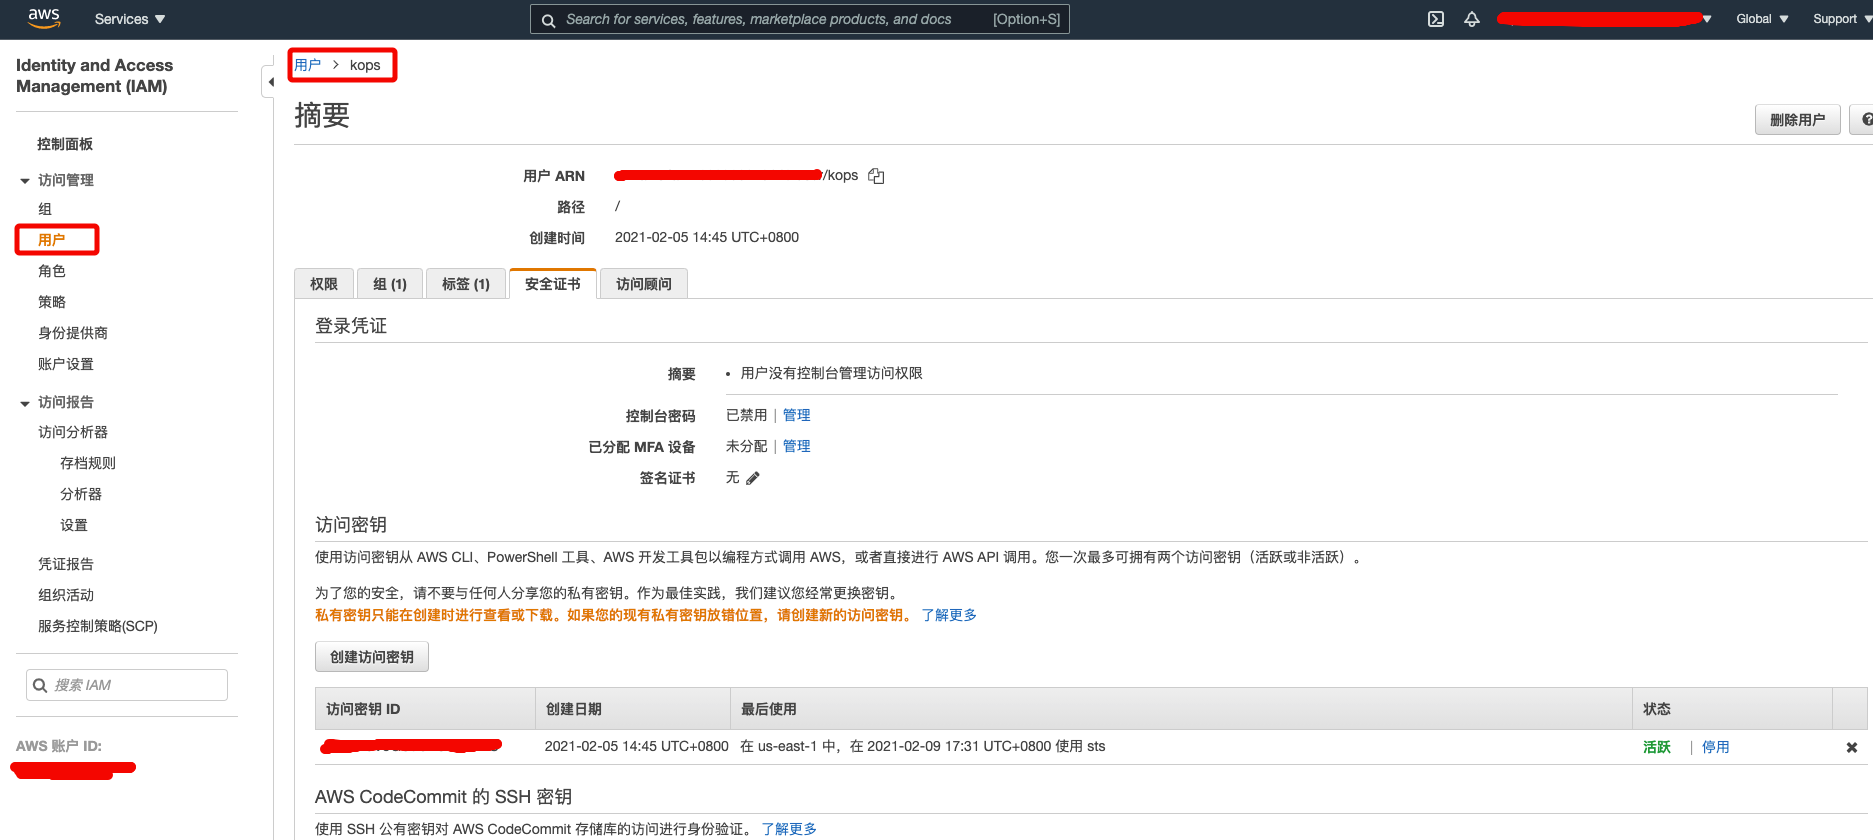 aws
Services
Search for services, features, marketplace products, and docs [Option+S]
Global
Support
Identity and Access
Management (IAM)
控制面板
访问管理
组
用户
角色
策略
身份提供商
账户设置
访问报告
访问分析器
存档规则
分析器
设置
凭证报告
组织活动
服务控制策略(SCP)
搜索 IAM
AWS 账户 ID:
用户 > kops
摘要
删除用户
用户 ARN /kops
路径 /
创建时间 2021-02-05 14:45 UTC+0800
权限 组 (1) 标签 (1) 安全证书 访问顾问
登录凭证
摘要 • 用户没有控制台管理访问权限
控制台密码 已禁用 | 管理
已分配 MFA 设备 未分配 | 管理
签名证书 无
访问密钥
使用访问密钥从 AWS CLI、PowerShell 工具、AWS 开发工具包以编程方式调用 AWS，或者直接进行 AWS API 调用。您一次最多可拥有两个访问密钥（活跃或非活跃）。
为了您的安全，请不要与任何人分享您的私有密钥。作为最佳实践，我们建议您经常更换密钥。
私有密钥只能在创建时进行查看或下载。如果您的现有私有密钥放错位置，请创建新的访问密钥。 了解更多
创建访问密钥
访问密钥 ID 创建日期 最后使用 状态
2021-02-05 14:45 UTC+0800 在 us-east-1 中，在 2021-02-09 17:31 UTC+0800 使用 sts 活跃 | 停用
AWS CodeCommit 的 SSH 密钥
使用 SSH 公有密钥对 AWS CodeCommit 存储库的访问进行身份验证。 了解更多